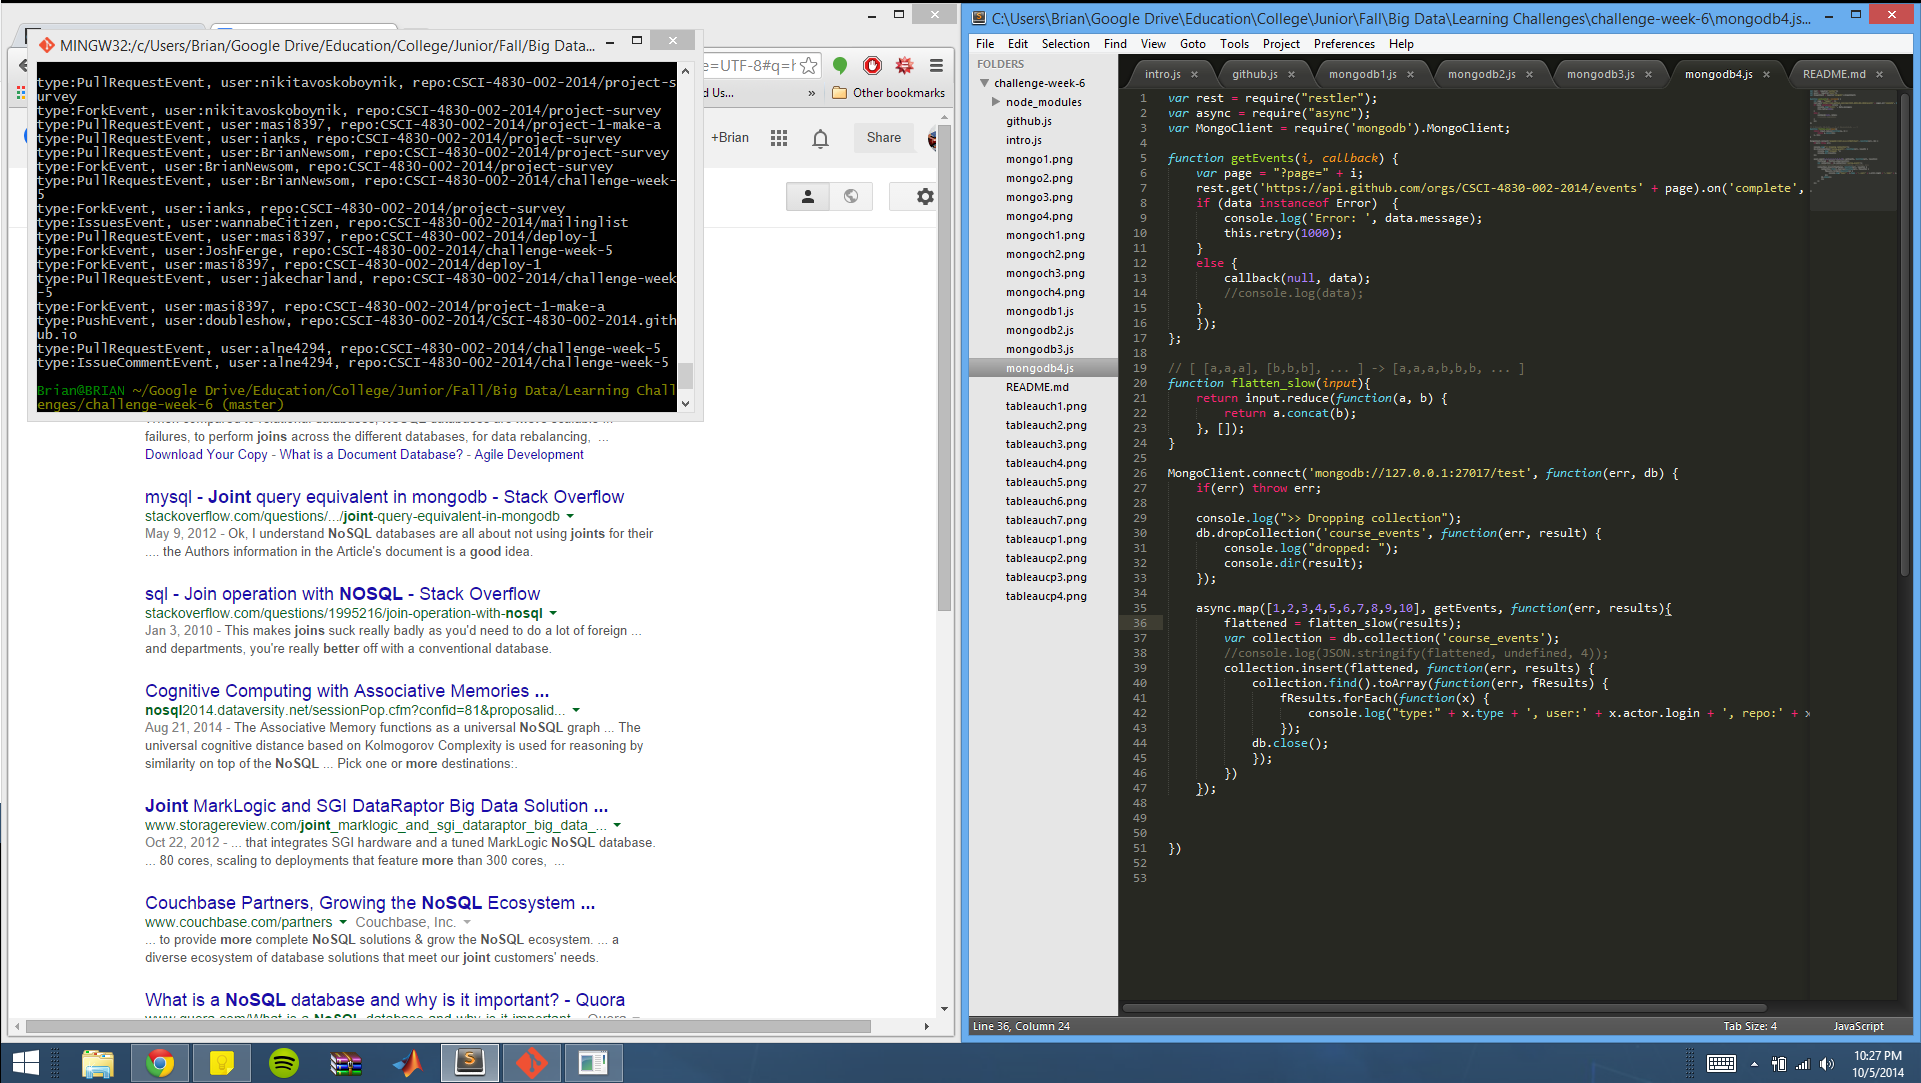 MINGW32:/c/Users/Brian/Google Drive/Education/College/Junior/Fall/Big Data...
type:PullRequestEvent, user:nikitavoskoboynik, repo:CSCI-4830-002-2014/project-s
urvey
type:ForkEvent, user:nikitavoskoboynik, repo:CSCI-4830-002-2014/project-survey
type:PullRequestEvent, user:masi8397, repo:CSCI-4830-002-2014/project-1-make-a
type:PullRequestEvent, user:ianks, repo:CSCI-4830-002-2014/project-survey
type:PullRequestEvent, user:BrianNewsom, repo:CSCI-4830-002-2014/project-survey
type:ForkEvent, user:BrianNewsom, repo:CSCI-4830-002-2014/project-survey
type:PullRequestEvent, user:BrianNewsom, repo:CSCI-4830-002-2014/challenge-week-
5
type:ForkEvent, user:ianks, repo:CSCI-4830-002-2014/project-survey
type:IssuesEvent, user:wannabeCitizen, repo:CSCI-4830-002-2014/mailinglist
type:PullRequestEvent, user:masi8397, repo:CSCI-4830-002-2014/deploy-1
type:ForkEvent, user:JoshFerge, repo:CSCI-4830-002-2014/challenge-week-5
type:ForkEvent, user:masi8397, repo:CSCI-4830-002-2014/deploy-1
type:PullRequestEvent, user:jakecharland, repo:CSCI-4830-002-2014/challenge-week
-5
type:ForkEvent, user:masi8397, repo:CSCI-4830-002-2014/project-1-make-a
type:PushEvent, user:doubleshow, repo:CSCI-4830-002-2014/CSCI-4830-002-2014.gith
ub.io
type:PullRequestEvent, user:alne4294, repo:CSCI-4830-002-2014/challenge-week-5
type:IssueCommentEvent, user:alne4294, repo:CSCI-4830-002-2014/challenge-week-5
Brian@BRIAN ~/Google Drive/Education/College/Junior/Fall/Big Data/Learning Chall
enges/challenge-week-6 (master)
e=UTF-8#q=h
d Us... » Other bookmarks
+Brian Share
failures, to perform joins across the different databases, for data rebalancing, ...
Download Your Copy - What is a Document Database? - Agile Development
mysql - Joint query equivalent in mongodb - Stack Overflow
stackoverflow.com/questions/.../joint-query-equivalent-in-mongodb
May 9, 2012 - Ok, I understand NoSQL databases are all about not using joints for their
.... the Authors information in the Article's document is a good idea.
sql - Join operation with NOSQL - Stack Overflow
stackoverflow.com/questions/1995216/join-operation-with-nosql
Jan 3, 2010 - This makes joins suck really badly as you'd need to do a lot of foreign ...
and departments, you're really better off with a conventional database.
Cognitive Computing with Associative Memories ...
nosql2014.dataversity.net/sessionPop.cfm?confid=81&proposalid...
Aug 21, 2014 - The Associative Memory functions as a universal NoSQL graph ... The
universal cognitive distance based on Kolmogorov Complexity is used for reasoning by
similarity on top of the NoSQL ... Pick one or more destinations:.
Joint MarkLogic and SGI DataRaptor Big Data Solution ...
www.storagereview.com/joint_marklogic_and_sgi_dataraptor_big_data_...
Oct 22, 2012 - ... that integrates SGI hardware and a tuned MarkLogic NoSQL database.
... 80 cores, scaling to deployments that feature more than 300 cores, ...
Couchbase Partners, Growing the NoSQL Ecosystem ...
www.couchbase.com/partners Couchbase, Inc.
... to provide more complete NoSQL solutions & grow the NoSQL ecosystem. ... a
diverse ecosystem of database solutions that meet our joint customers' needs.
What is a NoSQL database and why is it important? - Quora
C:\Users\Brian\Google Drive\Education\College\Junior\Fall\Big Data\Learning Challenges\challenge-week-6\mongodb4.js...
File Edit Selection Find View Goto Tools Project Preferences Help
FOLDERS
challenge-week-6
node_modules
github.js
intro.js
mongo1.png
mongo2.png
mongo3.png
mongo4.png
mongoch1.png
mongoch2.png
mongoch3.png
mongoch4.png
mongodb1.js
mongodb2.js
mongodb3.js
mongodb4.js
README.md
tableauch1.png
tableauch2.png
tableauch3.png
tableauch4.png
tableauch5.png
tableauch6.png
tableauch7.png
tableaucp1.png
tableaucp2.png
tableaucp3.png
tableaucp4.png
intro.js github.js mongodb1.js mongodb2.js mongodb3.js mongodb4.js README.md
1 var rest = require("restler");
2 var async = require("async");
3 var MongoClient = require('mongodb').MongoClient;
4
5 function getEvents(i, callback) {
6 var page = "?page=" + i;
7 rest.get('https://api.github.com/orgs/CSCI-4830-002-2014/events' + page).on('complete',
8 if (data instanceof Error) {
9 console.log('Error: ', data.message);
10 this.retry(1000);
11 }
12 else {
13 callback(null, data);
14 //console.log(data);
15 }
16 });
17 };
18
19 // [ [a,a,a], [b,b,b], ... ] -> [a,a,a,b,b,b, ... ]
20 function flatten_slow(input){
21 return input.reduce(function(a, b) {
22 return a.concat(b);
23 }, []);
24 }
25
26 MongoClient.connect('mongodb://127.0.0.1:27017/test', function(err, db) {
27 if(err) throw err;
28
29 console.log(">> Dropping collection");
30 db.dropCollection('course_events', function(err, result) {
31 console.log("dropped: ");
32 console.dir(result);
33 });
34
35 async.map([1,2,3,4,5,6,7,8,9,10], getEvents, function(err, results){
36 flattened = flatten_slow(results);
37 var collection = db.collection('course_events');
38 //console.log(JSON.stringify(flattened, undefined, 4));
39 collection.insert(flattened, function(err, results) {
40 collection.find().toArray(function(err, fResults) {
41 fResults.forEach(function(x) {
42 console.log("type:" + x.type + ', user:' + x.actor.login + ', repo:' + x
43 });
44 db.close();
45 });
46 })
47 });
48
49
50
51 })
52
53
Line 36, Column 24 Tab Size: 4 JavaScript
10:27 PM
10/5/2014